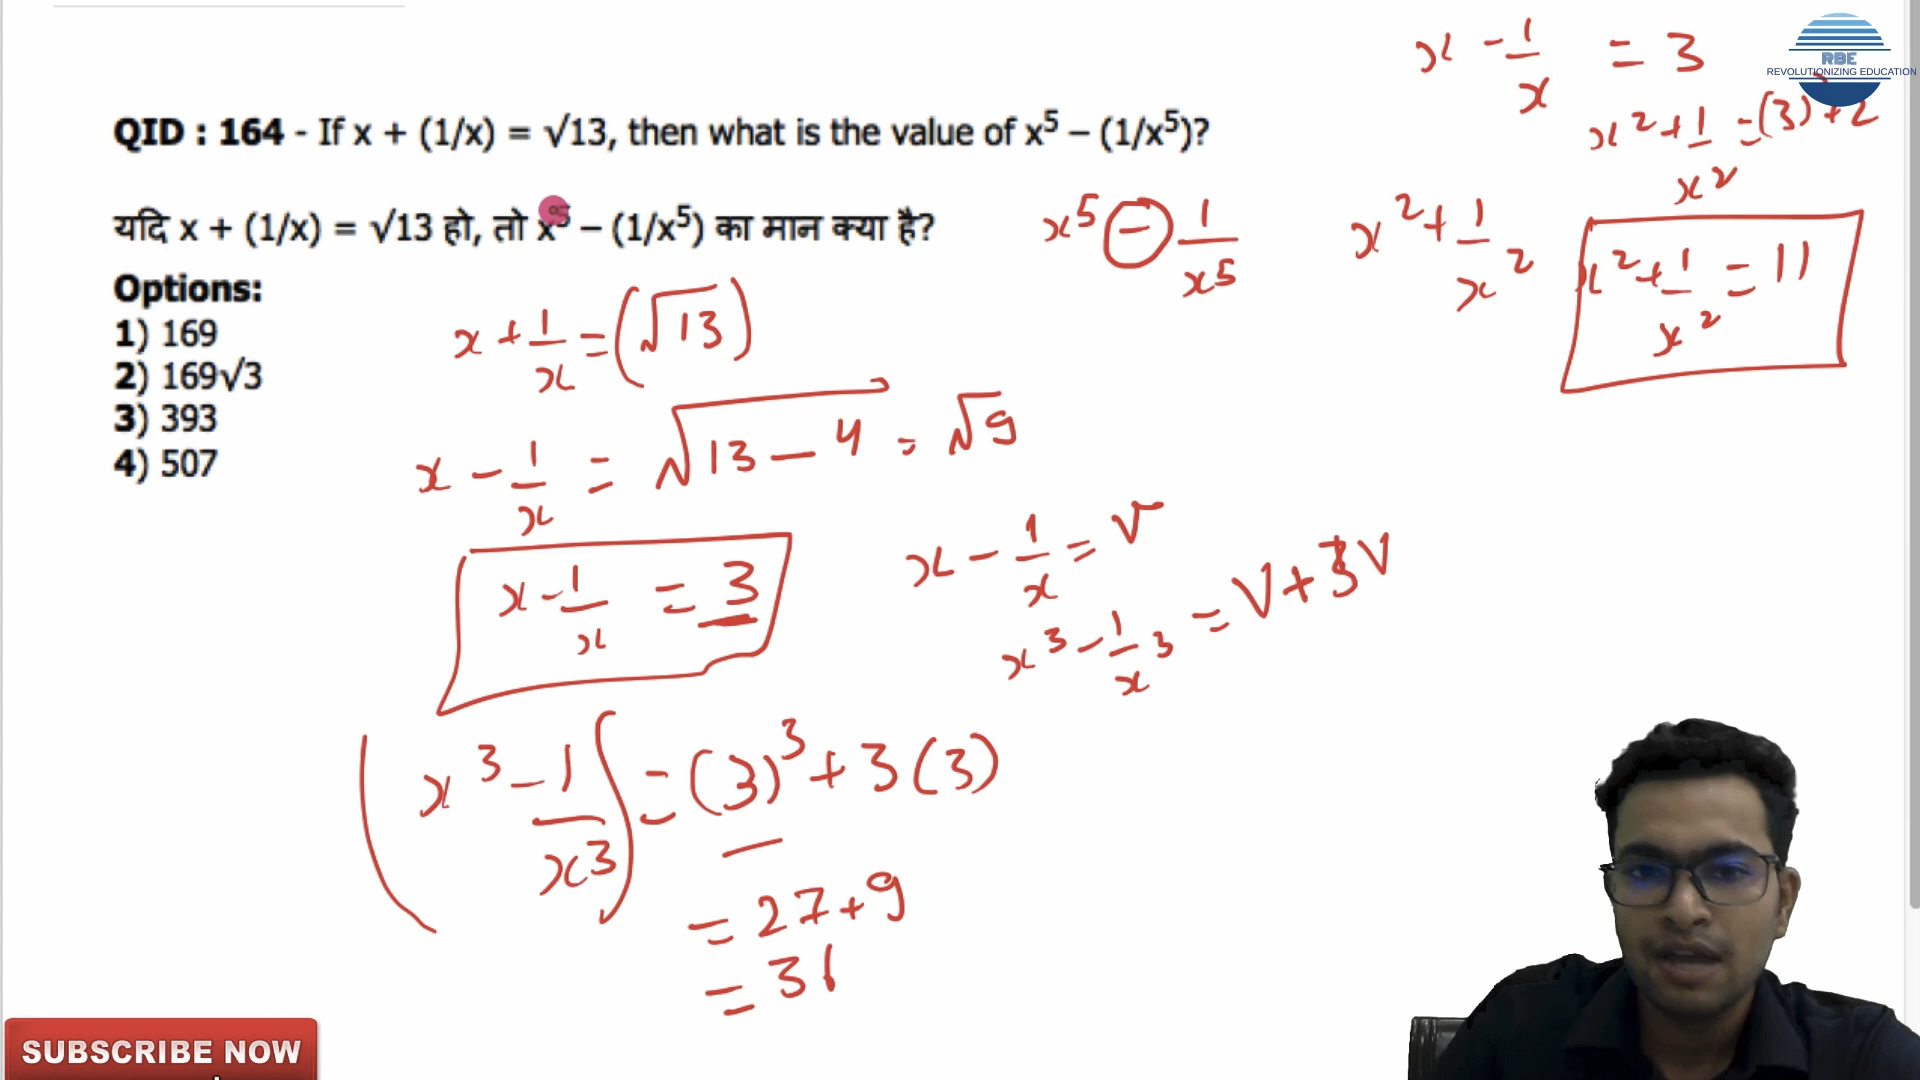 RBE
REVOLUTIONIZING EDUCATION
QID : 164 - If x + (1/x) = √13, then what is the value of x⁵ – (1/x⁵)?
यदि x + (1/x) = √13 हो, तो x⁵ – (1/x⁵) का मान क्या है?
Options:
1) 169
2) 169√3
3) 393
4) 507
x - 1/x = 3
x² + 1/x² = (3)² + 2
x⁵ - 1/x⁵
x² + 1/x²
x² + 1/x² = 11
x + 1/x = (√13)
x - 1/x = √13 - 4 = √9
x - 1/x = 3
x - 1/x = V
x³ - 1/x³ = V + 3V
(x³ - 1/x³) = (3)³ + 3(3)
= 27 + 9
= 36
SUBSCRIBE NOW